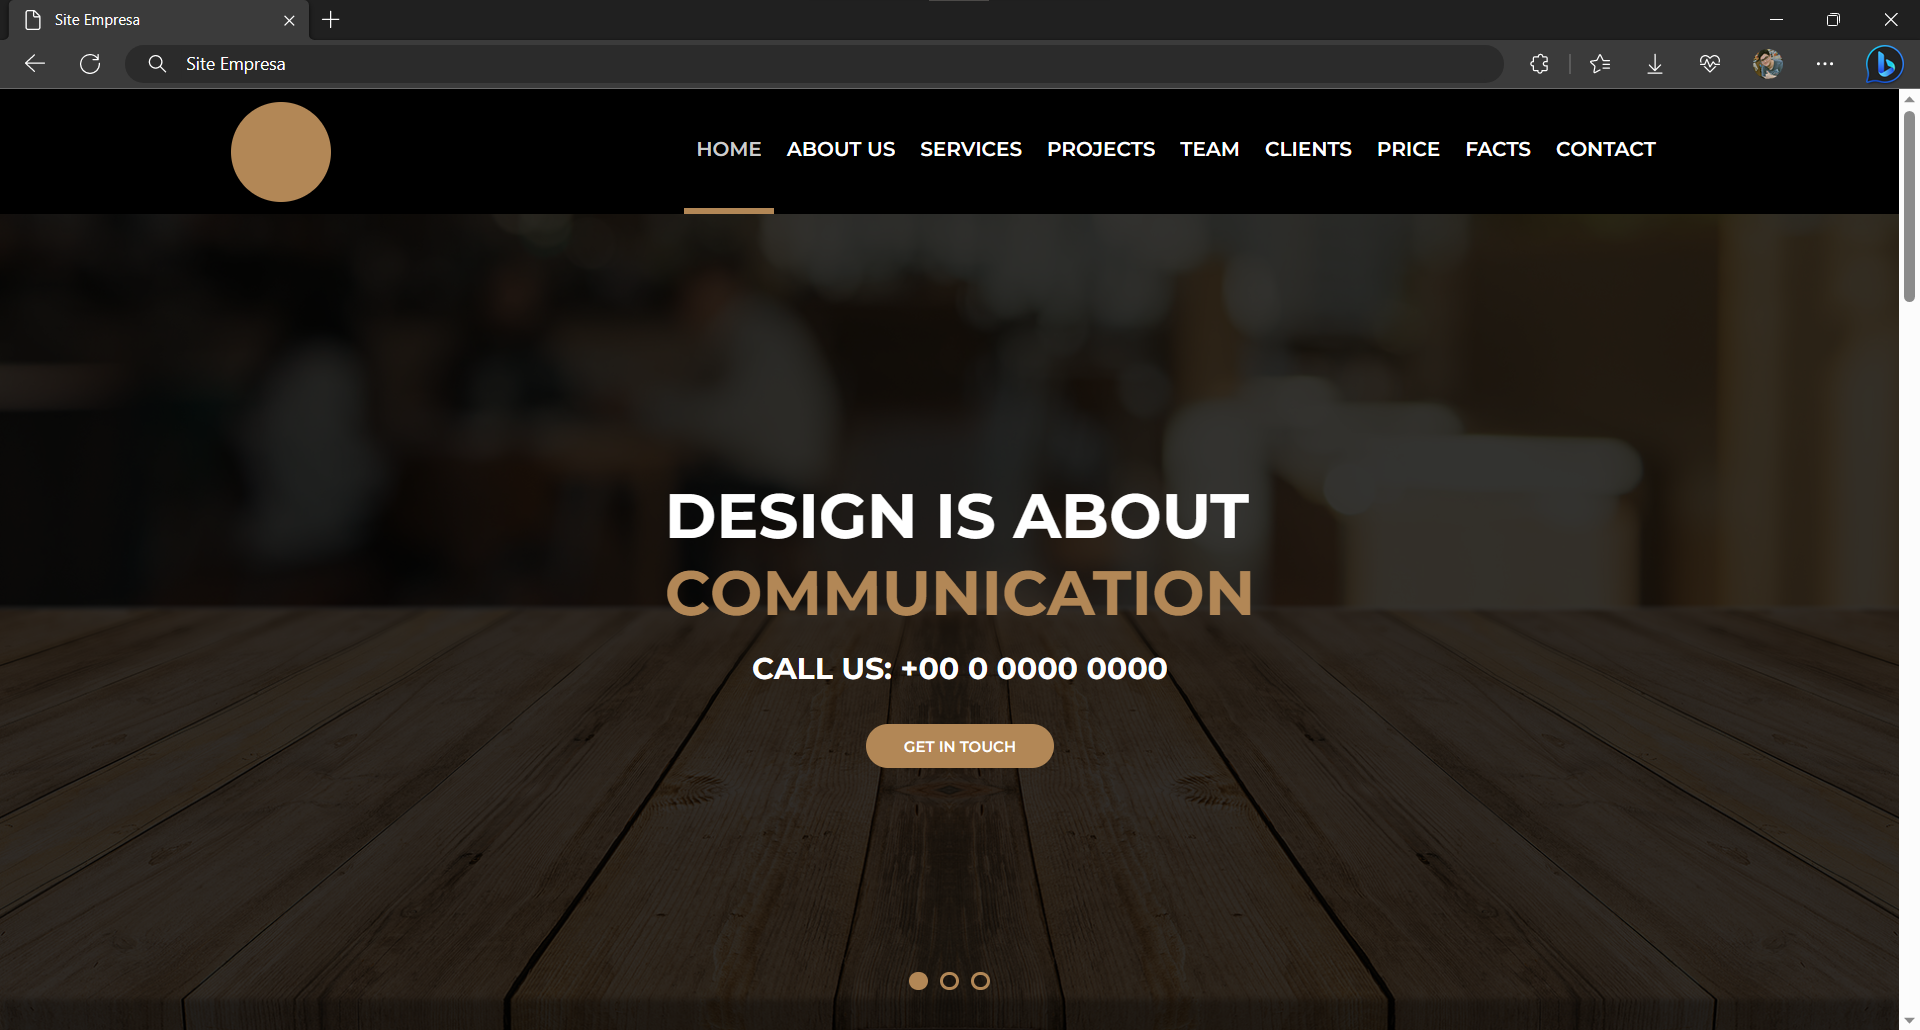 Site Empresa
Site Empresa
HOME ABOUT US SERVICES PROJECTS TEAM CLIENTS PRICE FACTS CONTACT
DESIGN IS ABOUT
COMMUNICATION
CALL US: +00 0 0000 0000
GET IN TOUCH